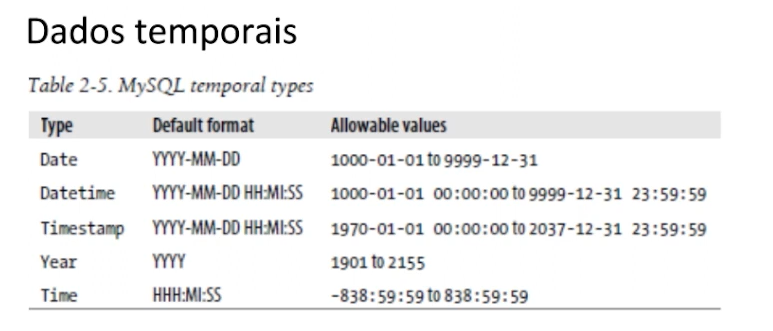 Dados temporais
Table 2-5. MySQL temporal types
Type Default format Allowable values
Date YYYY-MM-DD 1000-01-01 to 9999-12-31
Datetime YYYY-MM-DD HH:MI:SS 1000-01-01 00:00:00 to 9999-12-31 23:59:59
Timestamp YYYY-MM-DD HH:MI:SS 1970-01-01 00:00:00 to 2037-12-31 23:59:59
Year YYYY 1901 to 2155
Time HHH:MI:SS -838:59:59 to 838:59:59